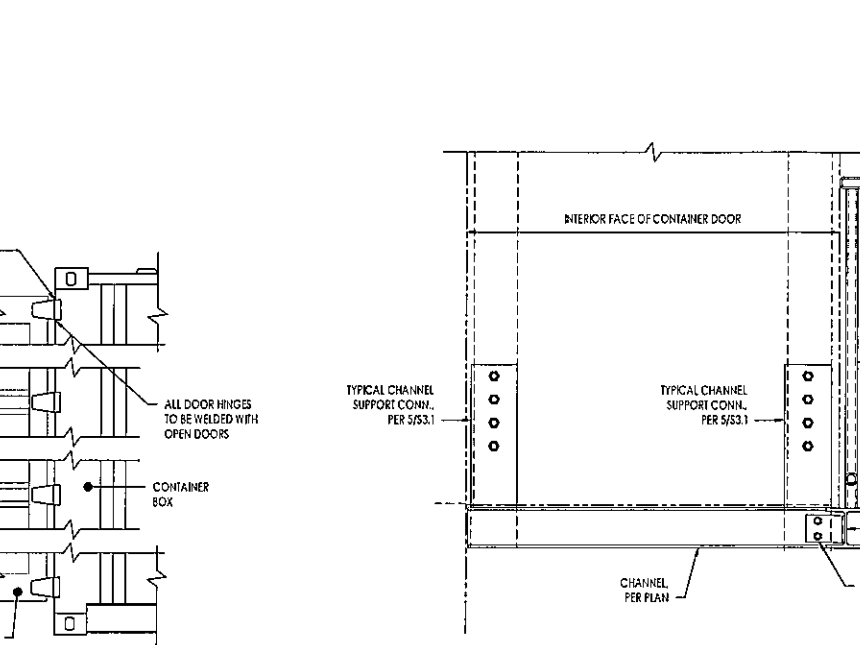 INTERIOR FACE OF CONTAINER DOOR
TYPICAL CHANNEL
SUPPORT CONN.,
PER 5/S3.1
TYPICAL CHANNEL
SUPPORT CONN.,
PER 5/S3.1
ALL DOOR HINGES
TO BE WELDED WITH
OPEN DOORS
CONTAINER
BOX
CHANNEL,
PER PLAN